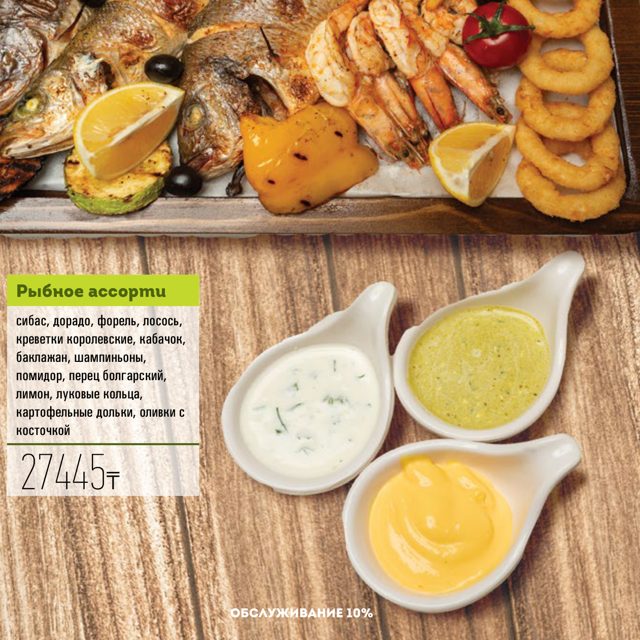 Рыбное ассорти
сибас, дорадо, форель, лосось,
креветки королевские, кабачок,
баклажан, шампиньоны,
помидор, перец болгарский,
лимон, луковые кольца,
картофельные дольки, оливки с
косточкой
27445₸
ОБСЛУЖИВАНИЕ 10%